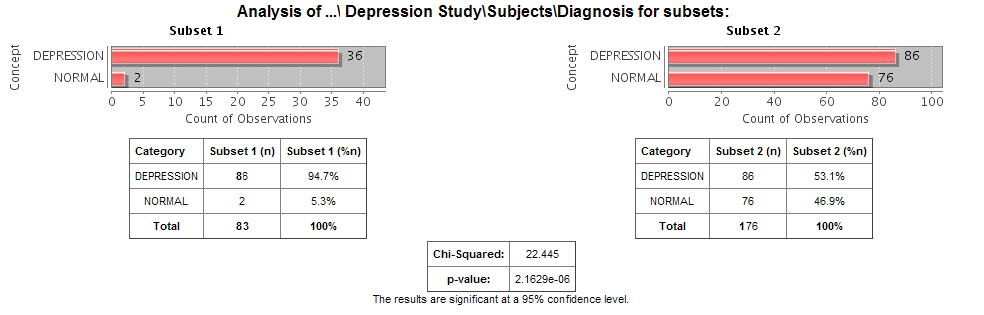 Analysis of ...\ Depression Study\Subjects\Diagnosis for subsets:
Subset 1
Concept
DEPRESSION 36
NORMAL 2
0 5 10 15 20 25 30 35 40
Count of Observations
Subset 2
Concept
DEPRESSION 86
NORMAL 76
0 20 40 60 80 100
Count of Observations
Category Subset 1 (n) Subset 1 (%n)
DEPRESSION 86 94.7%
NORMAL 2 5.3%
Total 83 100%
Category Subset 2 (n) Subset 2 (%n)
DEPRESSION 86 53.1%
NORMAL 76 46.9%
Total 176 100%
Chi-Squared: 22.445
p-value: 2.1629e-06
The results are significant at a 95% confidence level.